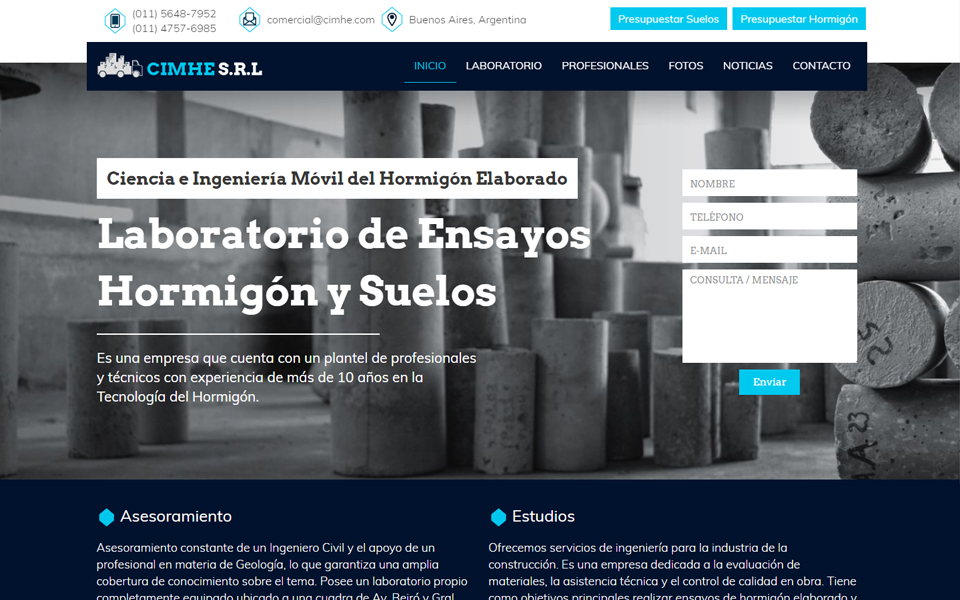 (011) 5648-7952
(011) 4757-6985
comercial@cimhe.com
Buenos Aires, Argentina
Presupuestar Suelos
Presupuestar Hormigón
CIMHE S.R.L
INICIO
LABORATORIO
PROFESIONALES
FOTOS
NOTICIAS
CONTACTO
Ciencia e Ingeniería Móvil del Hormigón Elaborado
Laboratorio de Ensayos
Hormigón y Suelos
Es una empresa que cuenta con un plantel de profesionales
y técnicos con experiencia de más de 10 años en la
Tecnología del Hormigón.
NOMBRE
TELÉFONO
E-MAIL
CONSULTA / MENSAJE
Enviar
Asesoramiento
Asesoramiento constante de un Ingeniero Civil y el apoyo de un
profesional en materia de Geología, lo que garantiza una amplia
cobertura de conocimiento sobre el tema. Posee un laboratorio propio
completamente equipado ubicado a una cuadra de Av. Beiró y Gral.
Estudios
Ofrecemos servicios de ingeniería para la industria de la
construcción. Es una empresa dedicada a la evaluación de
materiales, la asistencia técnica y el control de calidad en obra. Tiene
como objetivos principales realizar ensayos de hormigón elaborado y